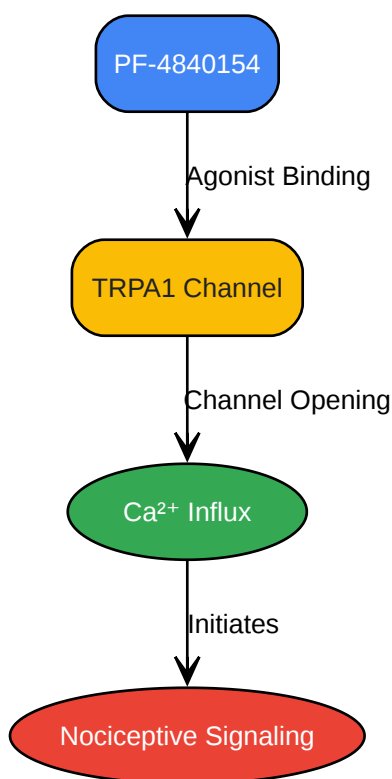 PF-4840154
Agonist Binding
TRPA1 Channel
Channel Opening
Ca²⁺ Influx
Initiates
Nociceptive Signaling